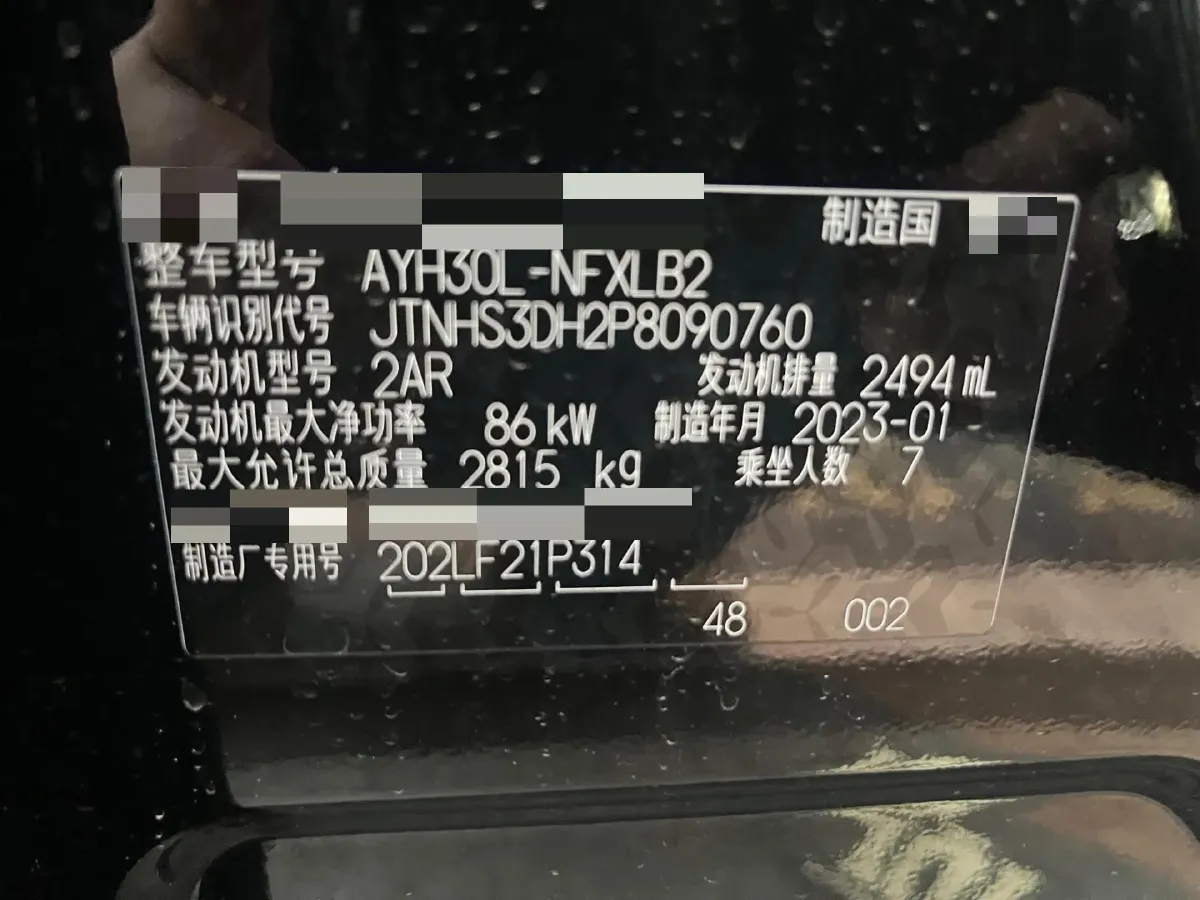 制造国
整车型号 AYH30L-NFXLB2
车辆识别代号 JTNHS3DH2P8090760
发动机型号 2AR 发动机排量 2494 mL
发动机最大净功率 86 kW 制造年月 2023-01
最大允许总质量 2815 kg 乘坐人数 7
制造厂专用号 202LF21P314
48 002